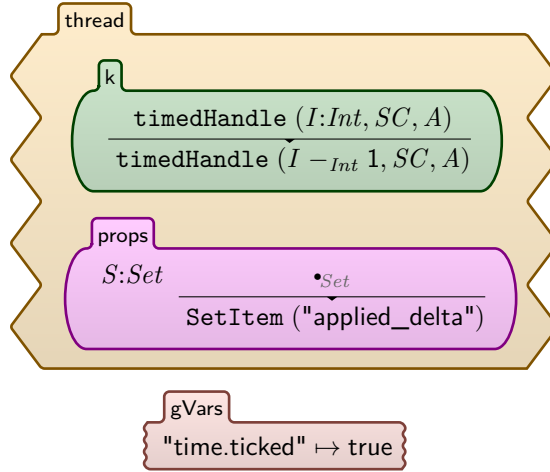 thread
k
timedHandle (I:Int, SC, A)
timedHandle (I −Int 1, SC, A)
props
S:Set •Set
SetItem ("applied_delta")
gVars
"time.ticked" ↦ true